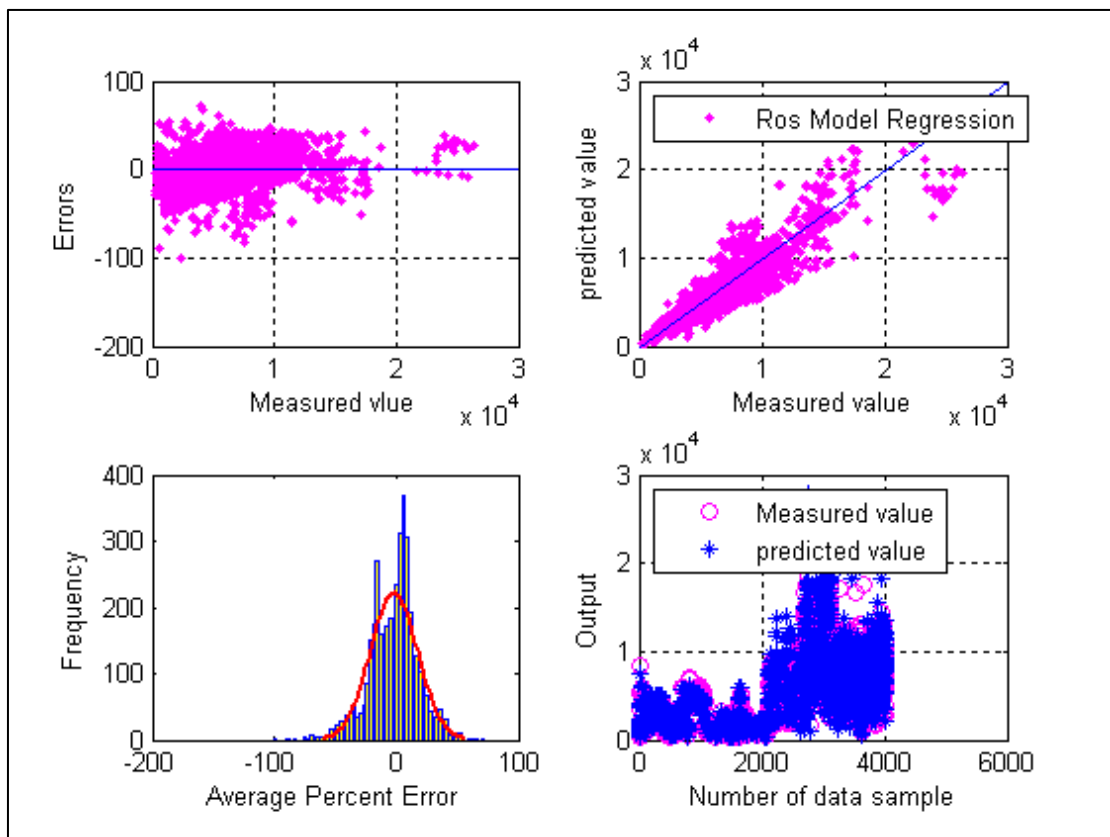 100
0
-100
-200
Errors
0 1 2 3
Measured vlue
x 10^4
x 10^4
3
2
1
0
predicted value
Ros Model Regression
0 1 2 3
Measured value
x 10^4
400
300
200
100
0
Frequency
-200 -100 0 100
Average Percent Error
x 10^4
3
2
1
0
Output
Measured value
predicted value
0 2000 4000 6000
Number of data sample